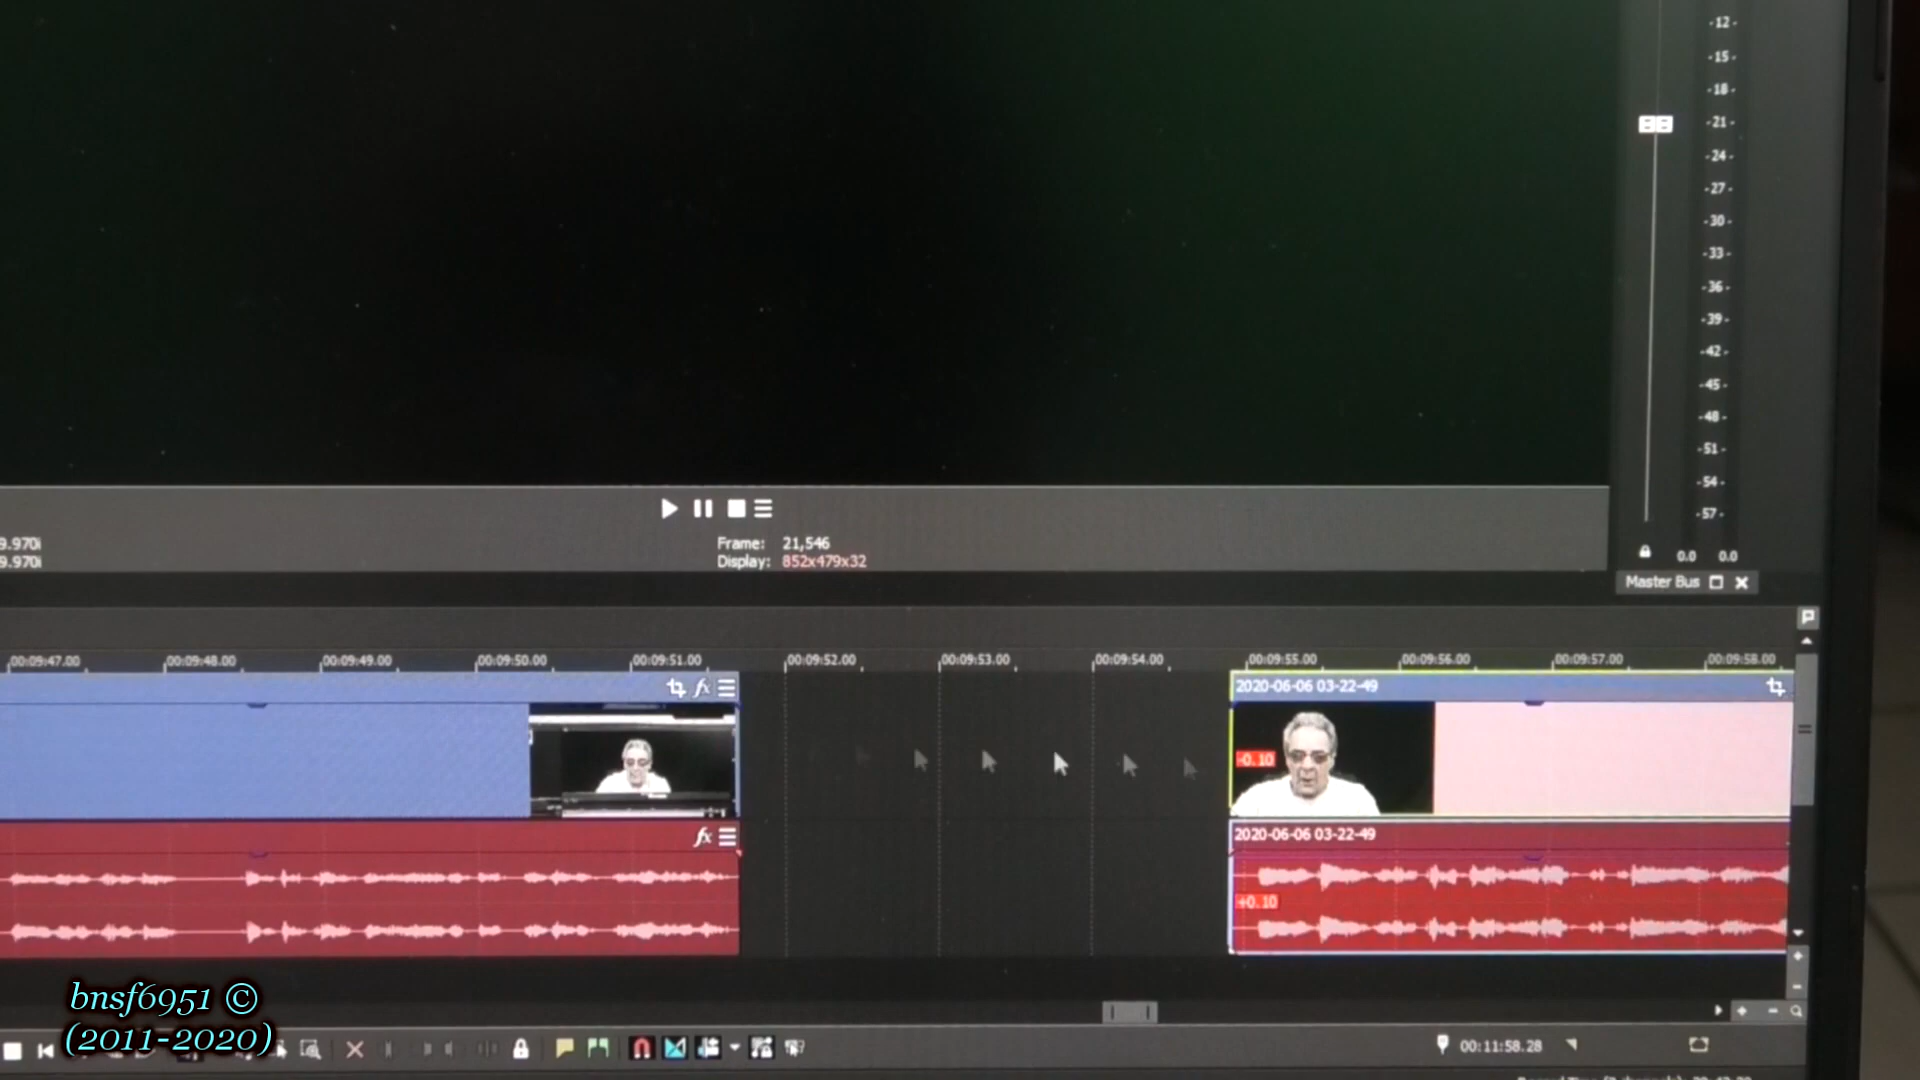 -12-
-15-
-18-
-21-
-24-
-27-
-30-
-33-
-36-
-39-
-42-
-45-
-48-
-51-
-54-
-57-
0.0 0.0
Master Bus
9.970i
9.970i
Frame: 21,546
Display: 852x479x32
00:09:47.00 00:09:48.00 00:09:49.00 00:09:50.00 00:09:51.00 00:09:52.00 00:09:53.00 00:09:54.00 00:09:55.00 00:09:56.00 00:09:57.00 00:09:58.00
fx
2020-06-06 03-22-49
-0.10
fx
2020-06-06 03-22-49
+0.10
bnsf6951 ©
(2011-2020)
00:11:58.28